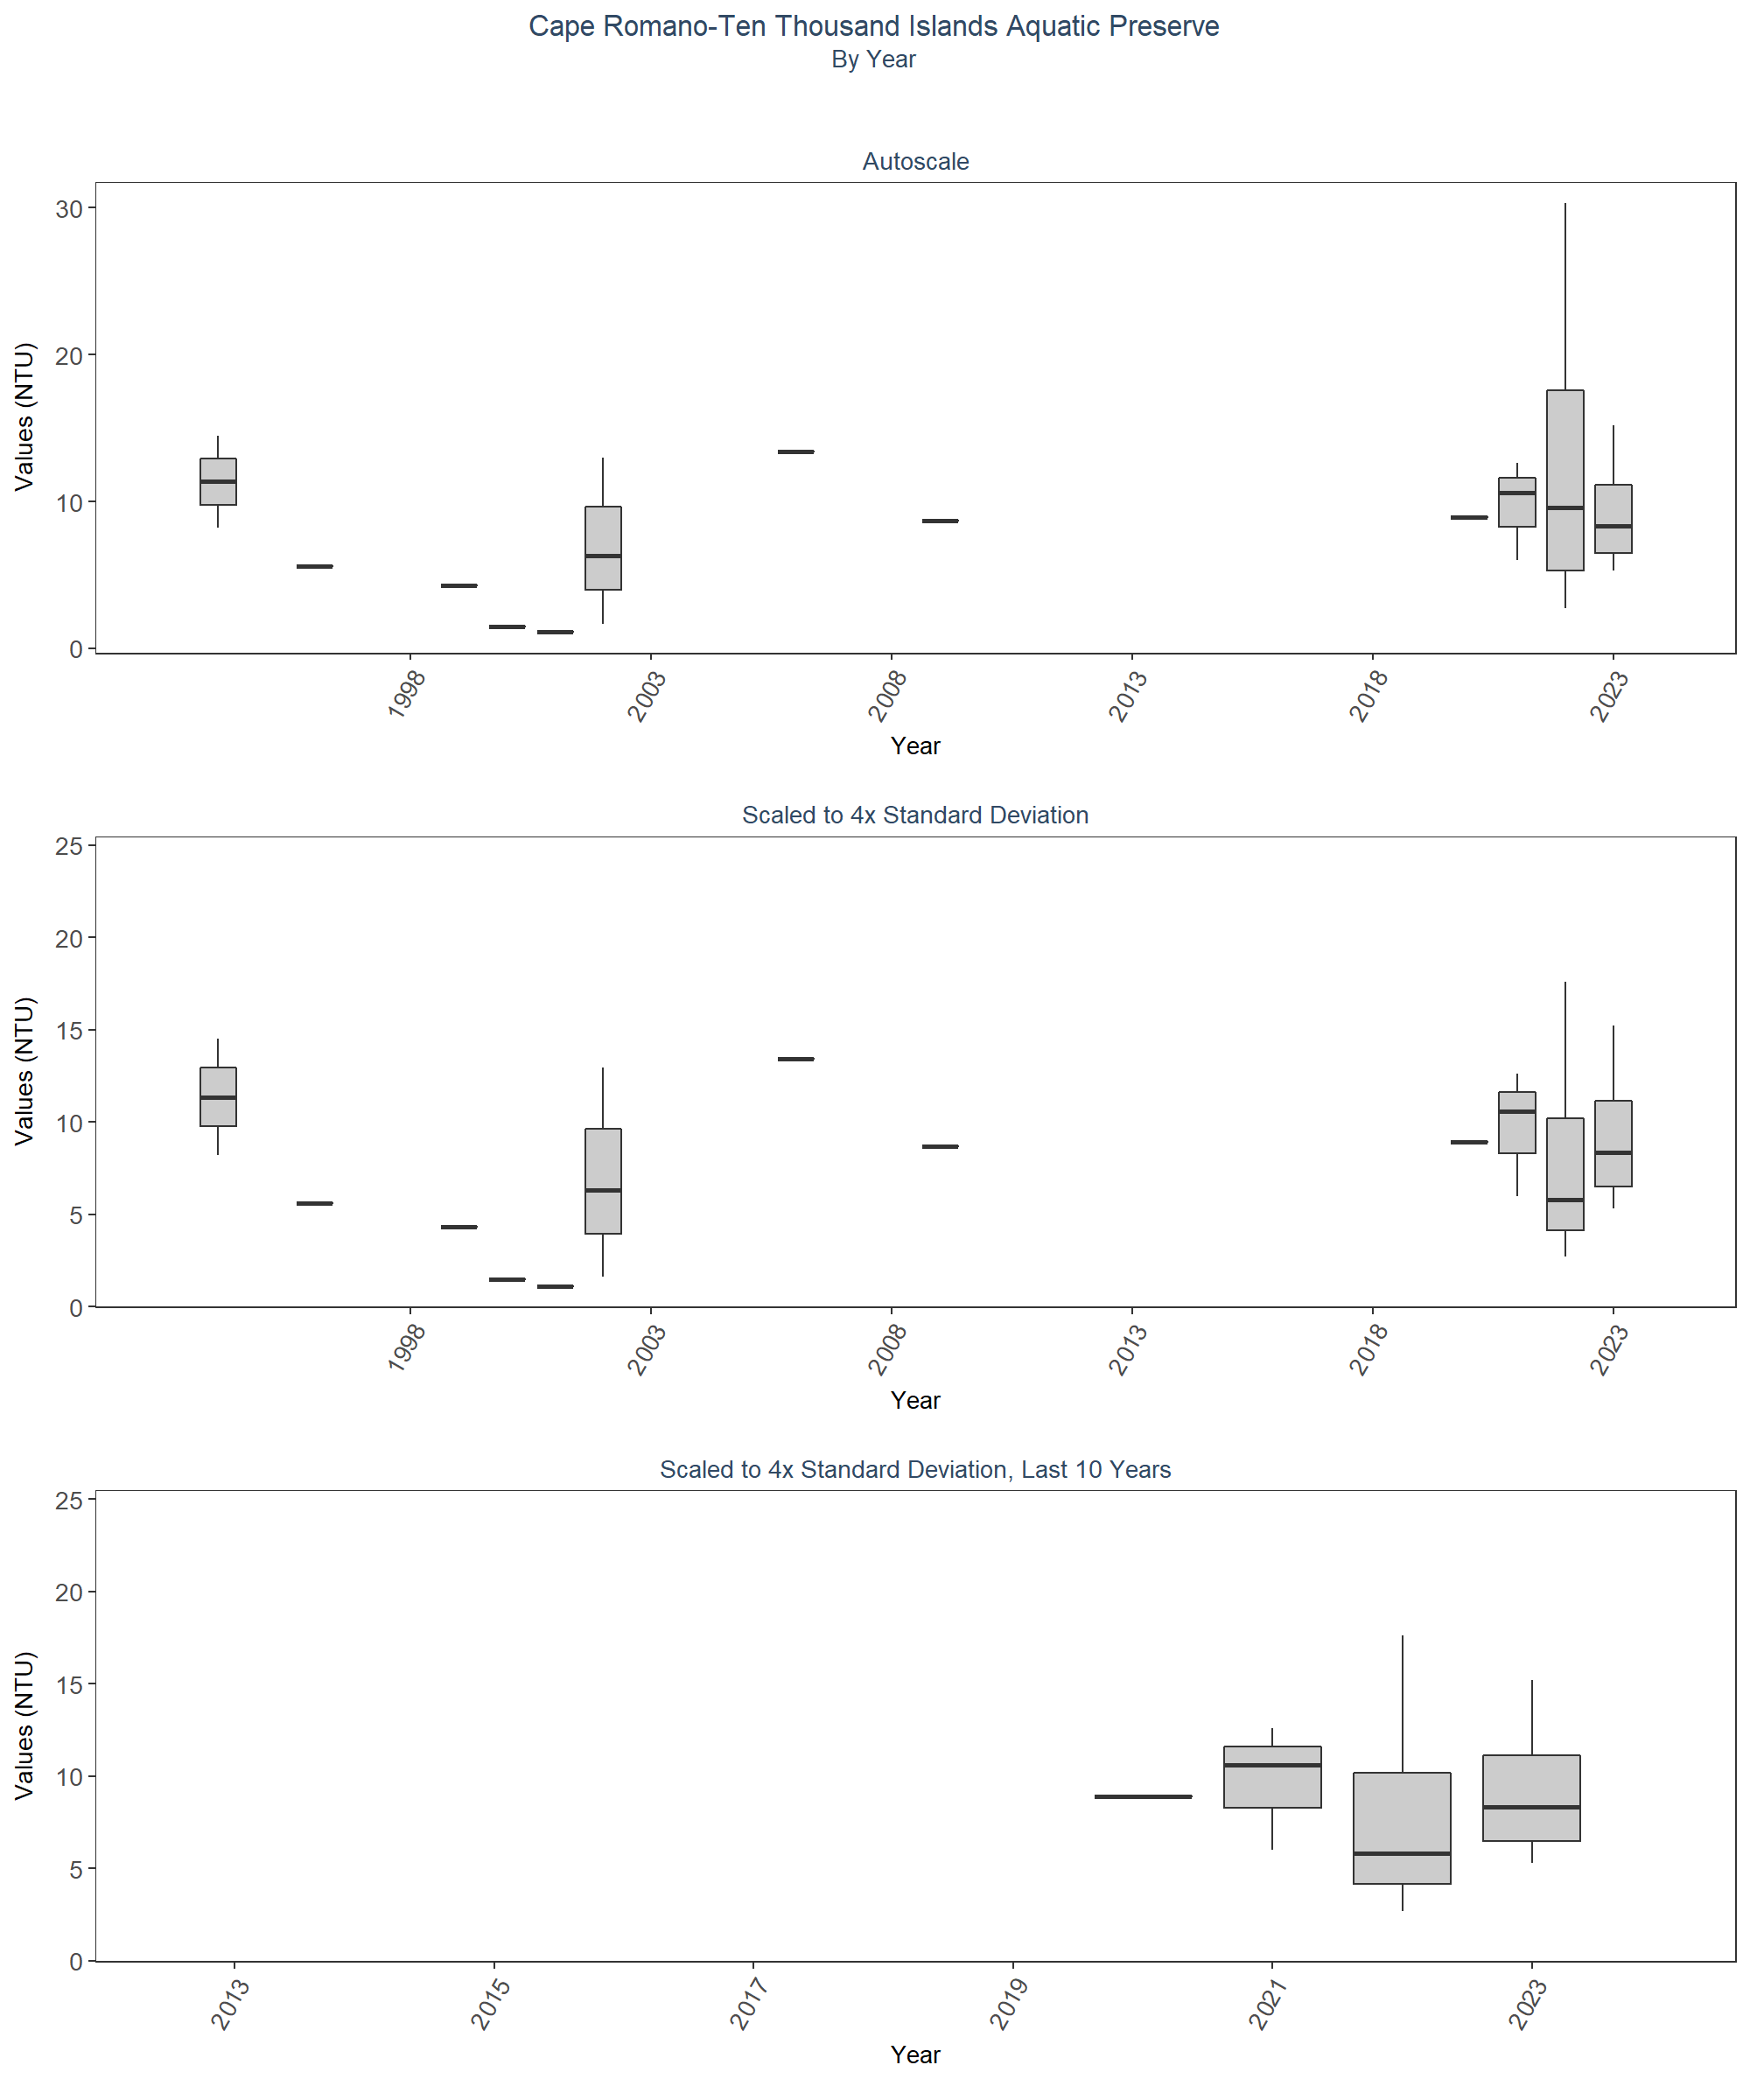 Cape Romano-Ten Thousand Islands Aquatic Preserve
By Year
Autoscale
30
20
10
0
Values (NTU)
1998 2003 2008 2013 2018 2023
Year
Scaled to 4x Standard Deviation
25
20
15
10
5
0
Values (NTU)
1998 2003 2008 2013 2018 2023
Year
Scaled to 4x Standard Deviation, Last 10 Years
25
20
15
10
5
0
Values (NTU)
2013 2015 2017 2019 2021 2023
Year